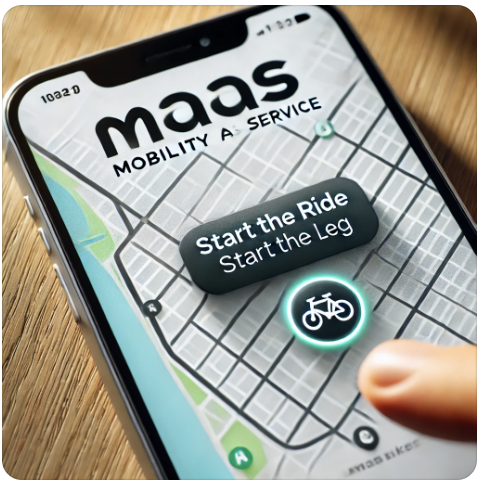 maas
MOBILITY A SERVICE
Start the Ride
Start the Leg